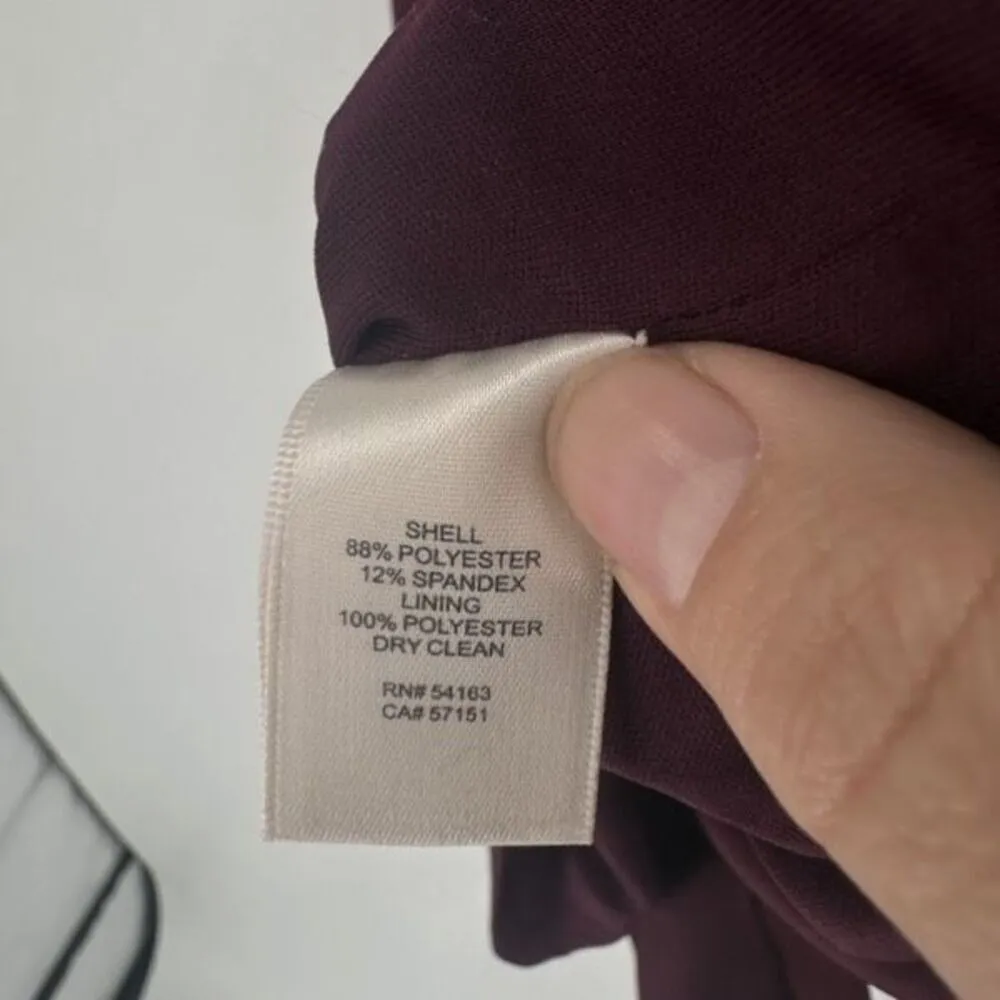 SHELL
88% POLYESTER
12% SPANDEX
LINING
100% POLYESTER
DRY CLEAN
RN# 54163
CA# 57151